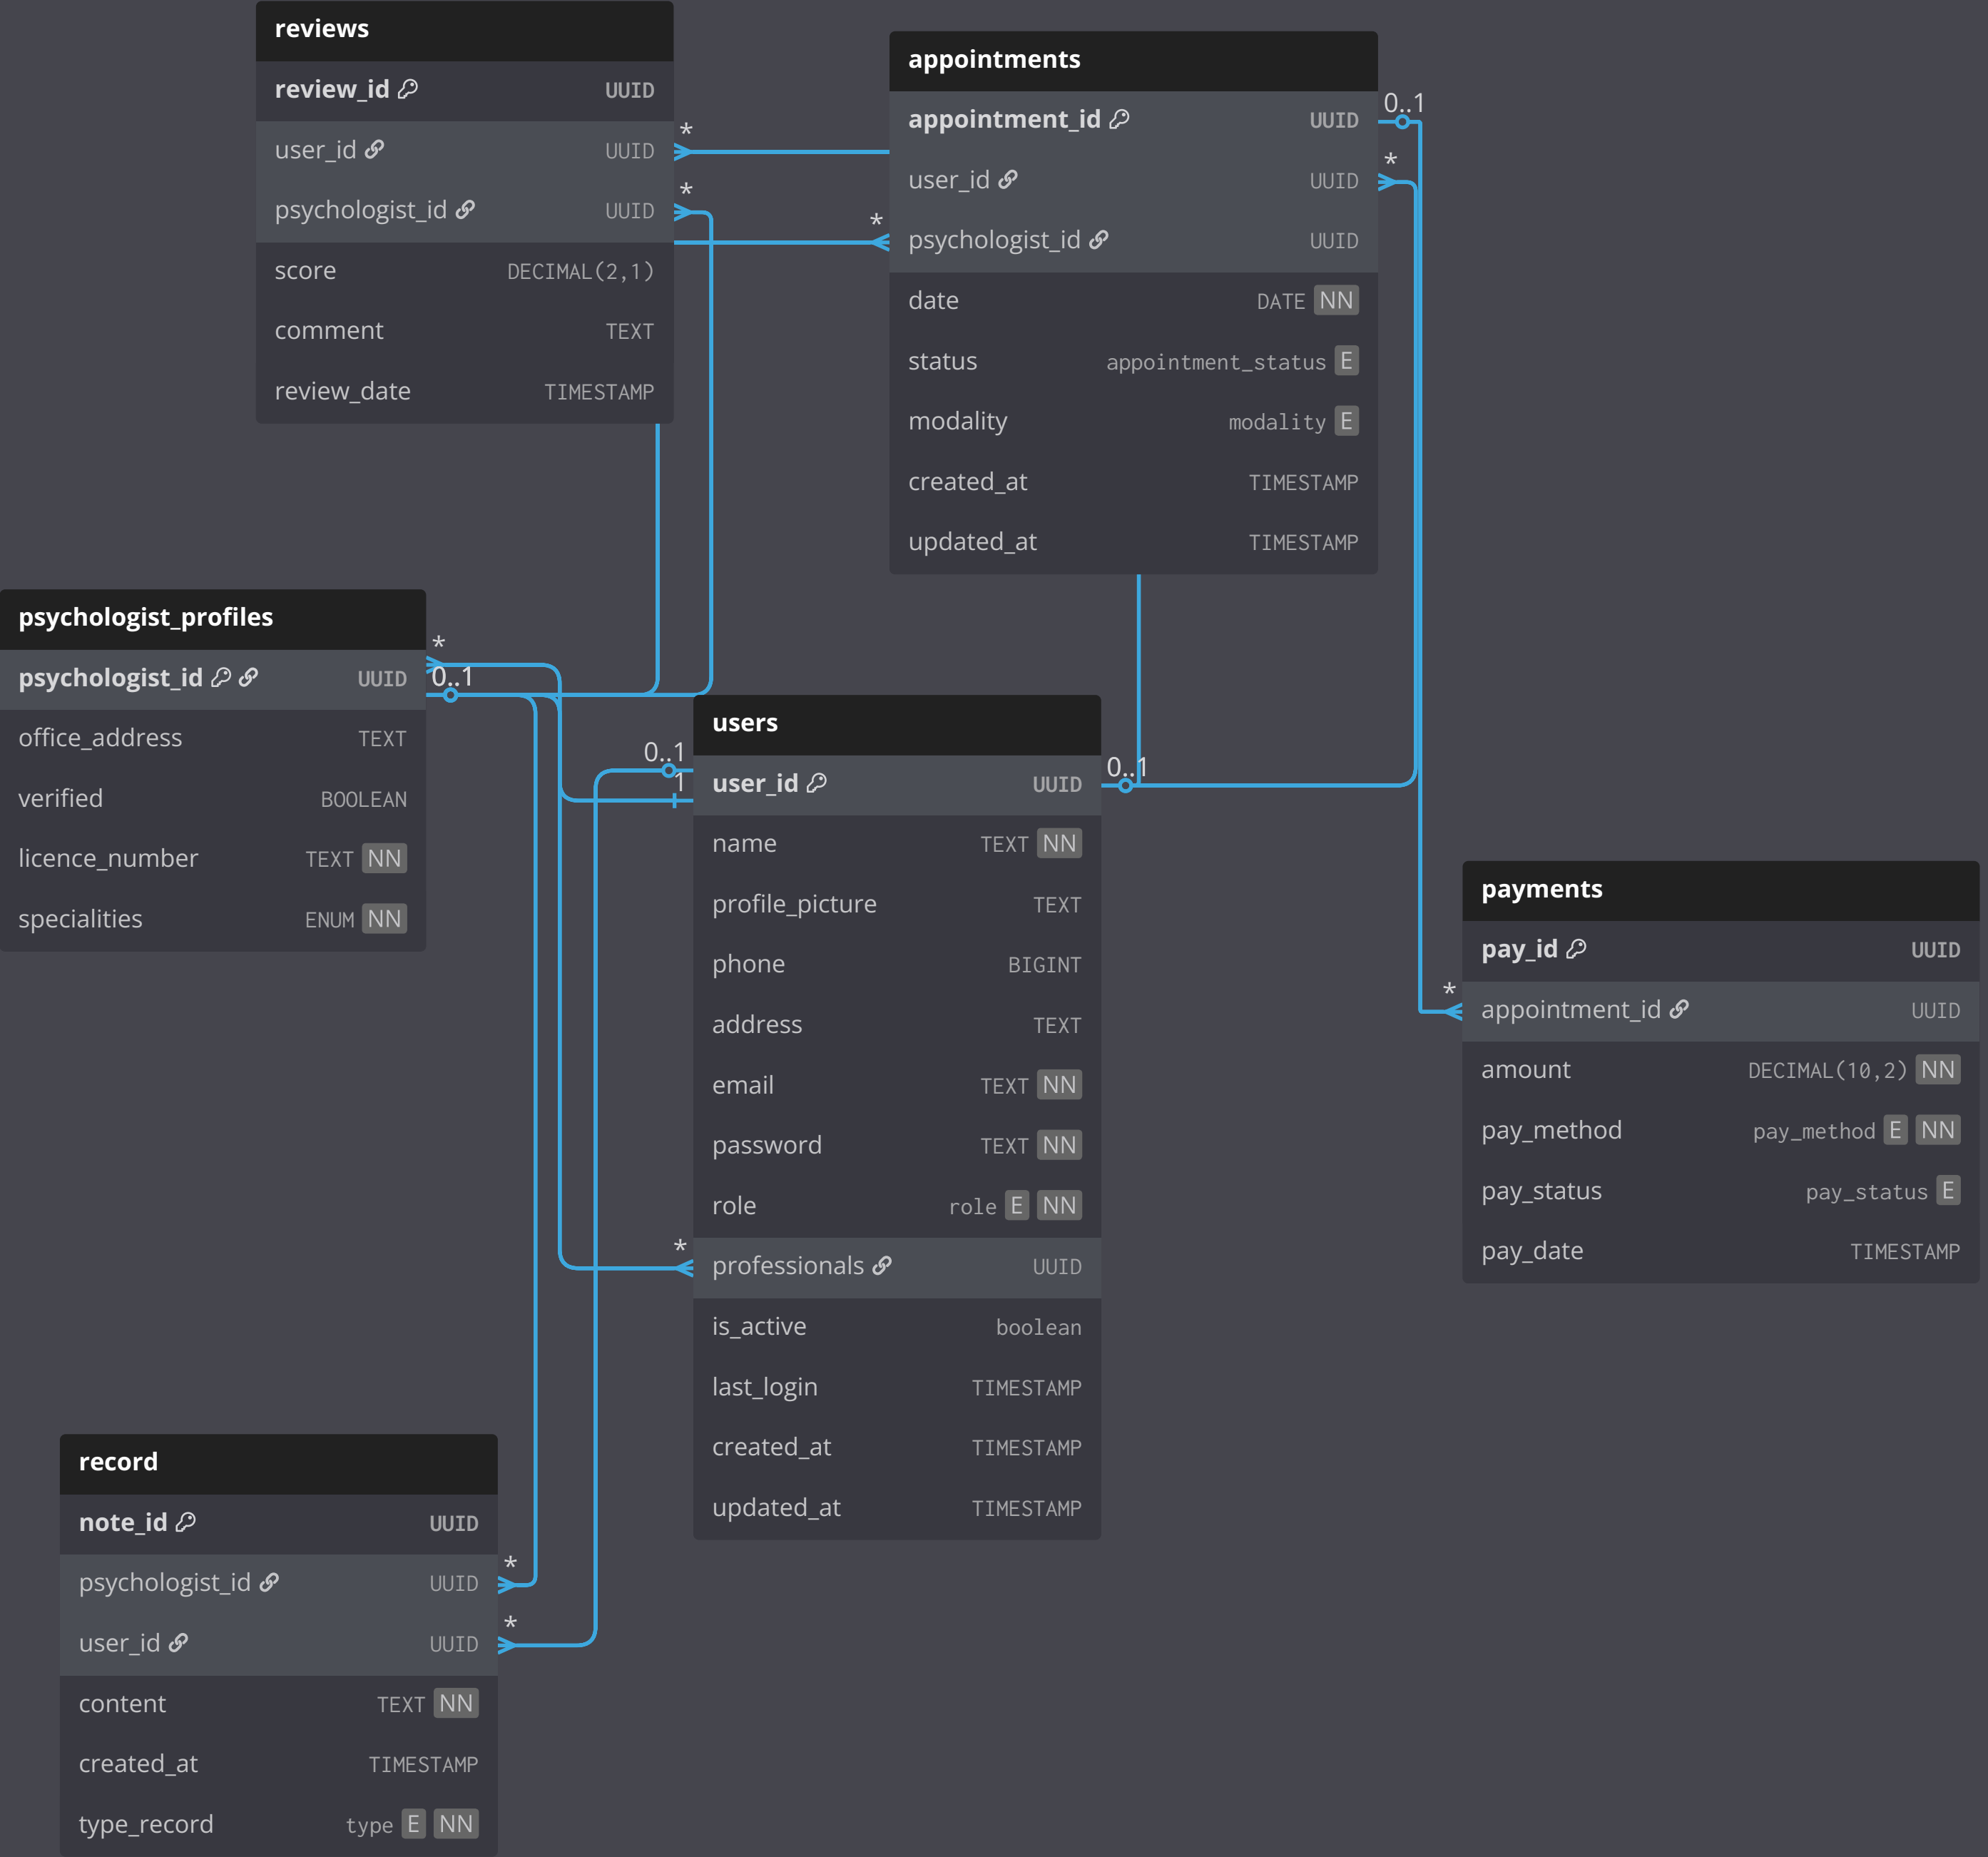 reviews
review_id UUID
user_id UUID
psychologist_id UUID
score DECIMAL(2,1)
comment TEXT
review_date TIMESTAMP
*
*
appointments
appointment_id UUID
user_id UUID
psychologist_id UUID
date DATE NN
status appointment_status E
modality modality E
created_at TIMESTAMP
updated_at TIMESTAMP
0..1
*
*
psychologist_profiles
psychologist_id UUID
office_address TEXT
verified BOOLEAN
licence_number TEXT NN
specialities ENUM NN
*
0..1
users
user_id UUID
name TEXT NN
profile_picture TEXT
phone BIGINT
address TEXT
email TEXT NN
password TEXT NN
role role E NN
professionals UUID
is_active boolean
last_login TIMESTAMP
created_at TIMESTAMP
updated_at TIMESTAMP
0..1
1
0..1
*
payments
pay_id UUID
appointment_id UUID
amount DECIMAL(10,2) NN
pay_method pay_method E NN
pay_status pay_status E
pay_date TIMESTAMP
*
record
note_id UUID
psychologist_id UUID
user_id UUID
content TEXT NN
created_at TIMESTAMP
type_record type E NN
*
*